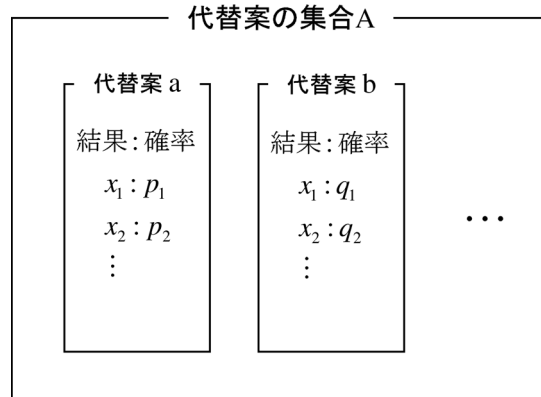 代替案の集合A
代替案 a
結果:確率
x₁ : p₁
x₂ : p₂
⋮
代替案 b
結果:確率
x₁ : q₁
x₂ : q₂
⋮
…